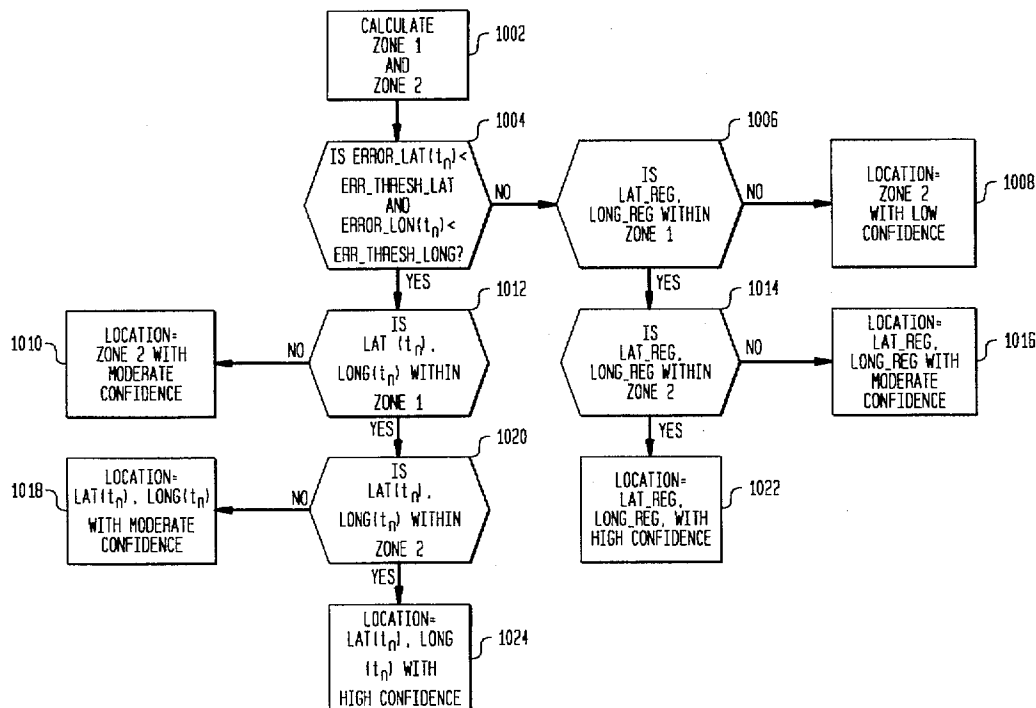 CALCULATE
ZONE 1
AND
ZONE 2
1002
1004
IS ERROR_LAT(tn)<
ERR_THRESH_LAT
AND
ERROR_LON(tn)<
ERR_THRESH_LONG?
NO
YES
1006
IS
LAT_REG,
LONG_REG WITHIN
ZONE 1
NO
YES
LOCATION=
ZONE 2
WITH LOW
CONFIDENCE
1008
1010
LOCATION=
ZONE 2 WITH
MODERATE
CONFIDENCE
NO
1012
IS
LAT (tn),
LONG(tn) WITHIN
ZONE 1
YES
1014
IS
LAT_REG,
LONG_REG WITHIN
ZONE 2
NO
YES
LOCATION=
LAT_REG,
LONG_REG WITH
MODERATE
CONFIDENCE
1016
1018
LOCATION=
LAT(tn), LONG(tn)
WITH MODERATE
CONFIDENCE
NO
1020
IS
LAT(tn),
LONG(tn) WITHIN
ZONE 2
YES
LOCATION=
LAT_REG,
LONG_REG, WITH
HIGH CONFIDENCE
1022
LOCATION=
LAT(tn), LONG
(tn) WITH
HIGH CONFIDENCE
1024